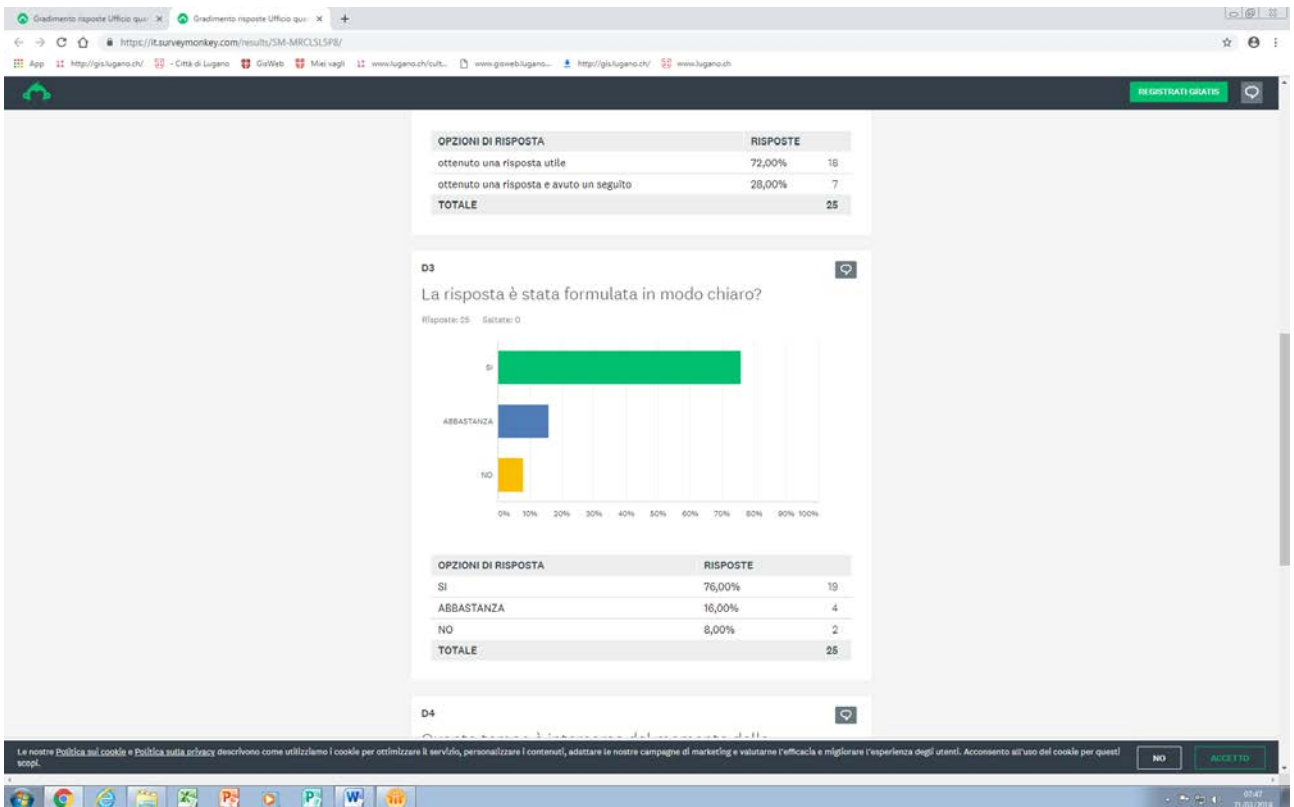 Gradimento risposte Ufficio quar × Gradimento risposte Ufficio quar × +
https://it.surveymonkey.com/results/SM-MRCLSL5P8/
App http://gis.lugano.ch/ - Città di Lugano GisWeb Miei vagli www.lugano.ch/cult... www.gisweb.lugano... http://gis.lugano.ch/ www.lugano.ch
REGISTRATI GRATIS
OPZIONI DI RISPOSTA RISPOSTE
ottenuto una risposta utile 72,00% 18
ottenuto una risposta e avuto un seguito 28,00% 7
TOTALE 25
D3
La risposta è stata formulata in modo chiaro?
Risposte: 25 Saltate: 0
SI
ABBASTANZA
NO
0% 10% 20% 30% 40% 50% 60% 70% 80% 90% 100%
OPZIONI DI RISPOSTA RISPOSTE
SI 76,00% 19
ABBASTANZA 16,00% 4
NO 8,00% 2
TOTALE 25
D4
Le nostre Politica sui cookie e Politica sulla privacy descrivono come utilizziamo i cookie per ottimizzare il servizio, personalizzare i contenuti, adattare le nostre campagne di marketing e valutarne l'efficacia e migliorare l'esperienza degli utenti. Acconsento all'uso dei cookie per questi
scopi.
NO ACCETTO
07:47
21/03/2019